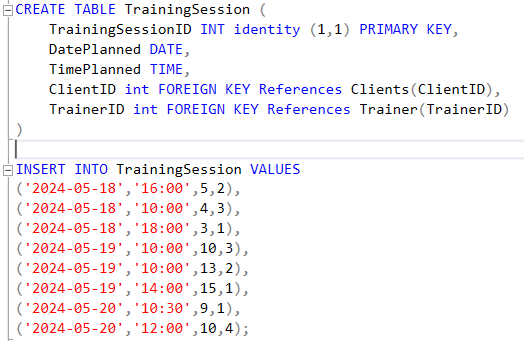 CREATE TABLE TrainingSession (
TrainingSessionID INT identity (1,1) PRIMARY KEY,
DatePlanned DATE,
TimePlanned TIME,
ClientID int FOREIGN KEY References Clients(ClientID),
TrainerID int FOREIGN KEY References Trainer(TrainerID)
)
INSERT INTO TrainingSession VALUES
('2024-05-18','16:00',5,2),
('2024-05-18','10:00',4,3),
('2024-05-18','18:00',3,1),
('2024-05-19','10:00',10,3),
('2024-05-19','10:00',13,2),
('2024-05-19','14:00',15,1),
('2024-05-20','10:30',9,1),
('2024-05-20','12:00',10,4);